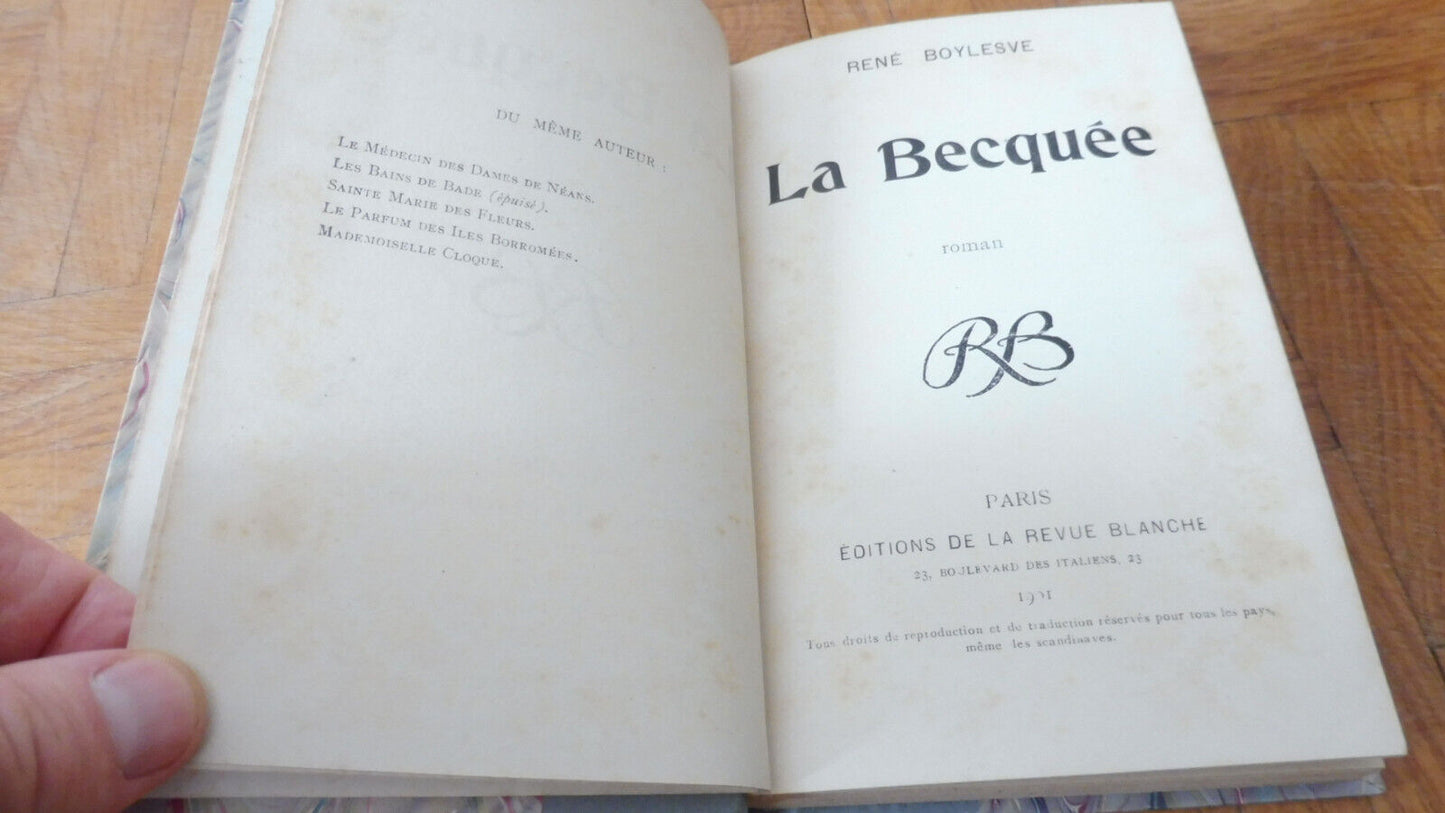 DU MÊME AUTEUR :
LE MÉDECIN DES DAMES DE NÉANS.
LES BAINS DE BADE (épuisé).
SAINTE MARIE DES FLEURS.
LE PARFUM DES ILES BORROMÉES.
MADEMOISELLE CLOQUE.
RENÉ BOYLESVE
La Becquée
roman
RB
PARIS
ÉDITIONS DE LA REVUE BLANCHE
23, BOULEVARD DES ITALIENS, 23
1901
Tous droits de reproduction et de traduction réservés pour tous les pays,
même les scandinaves.